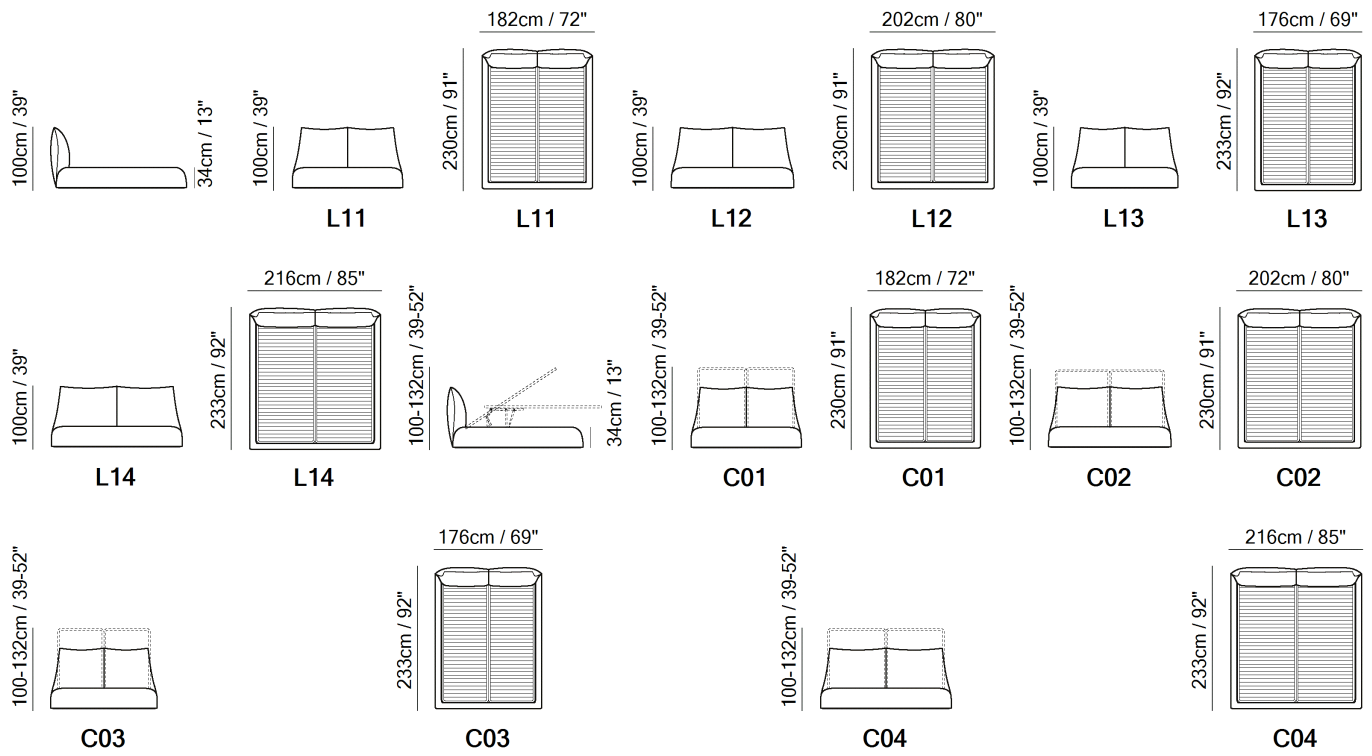 182cm / 72"
202cm / 80"
176cm / 69"
100cm / 39"
34cm / 13"
100cm / 39"
230cm / 91"
100cm / 39"
230cm / 91"
100cm / 39"
233cm / 92"
L11
L11
L12
L12
L13
L13
216cm / 85"
182cm / 72"
202cm / 80"
100cm / 39"
233cm / 92"
100-132cm / 39-52"
34cm / 13"
100-132cm / 39-52"
230cm / 91"
100-132cm / 39-52"
230cm / 91"
L14
L14
C01
C01
C02
C02
176cm / 69"
216cm / 85"
100-132cm / 39-52"
233cm / 92"
100-132cm / 39-52"
233cm / 92"
C03
C03
C04
C04